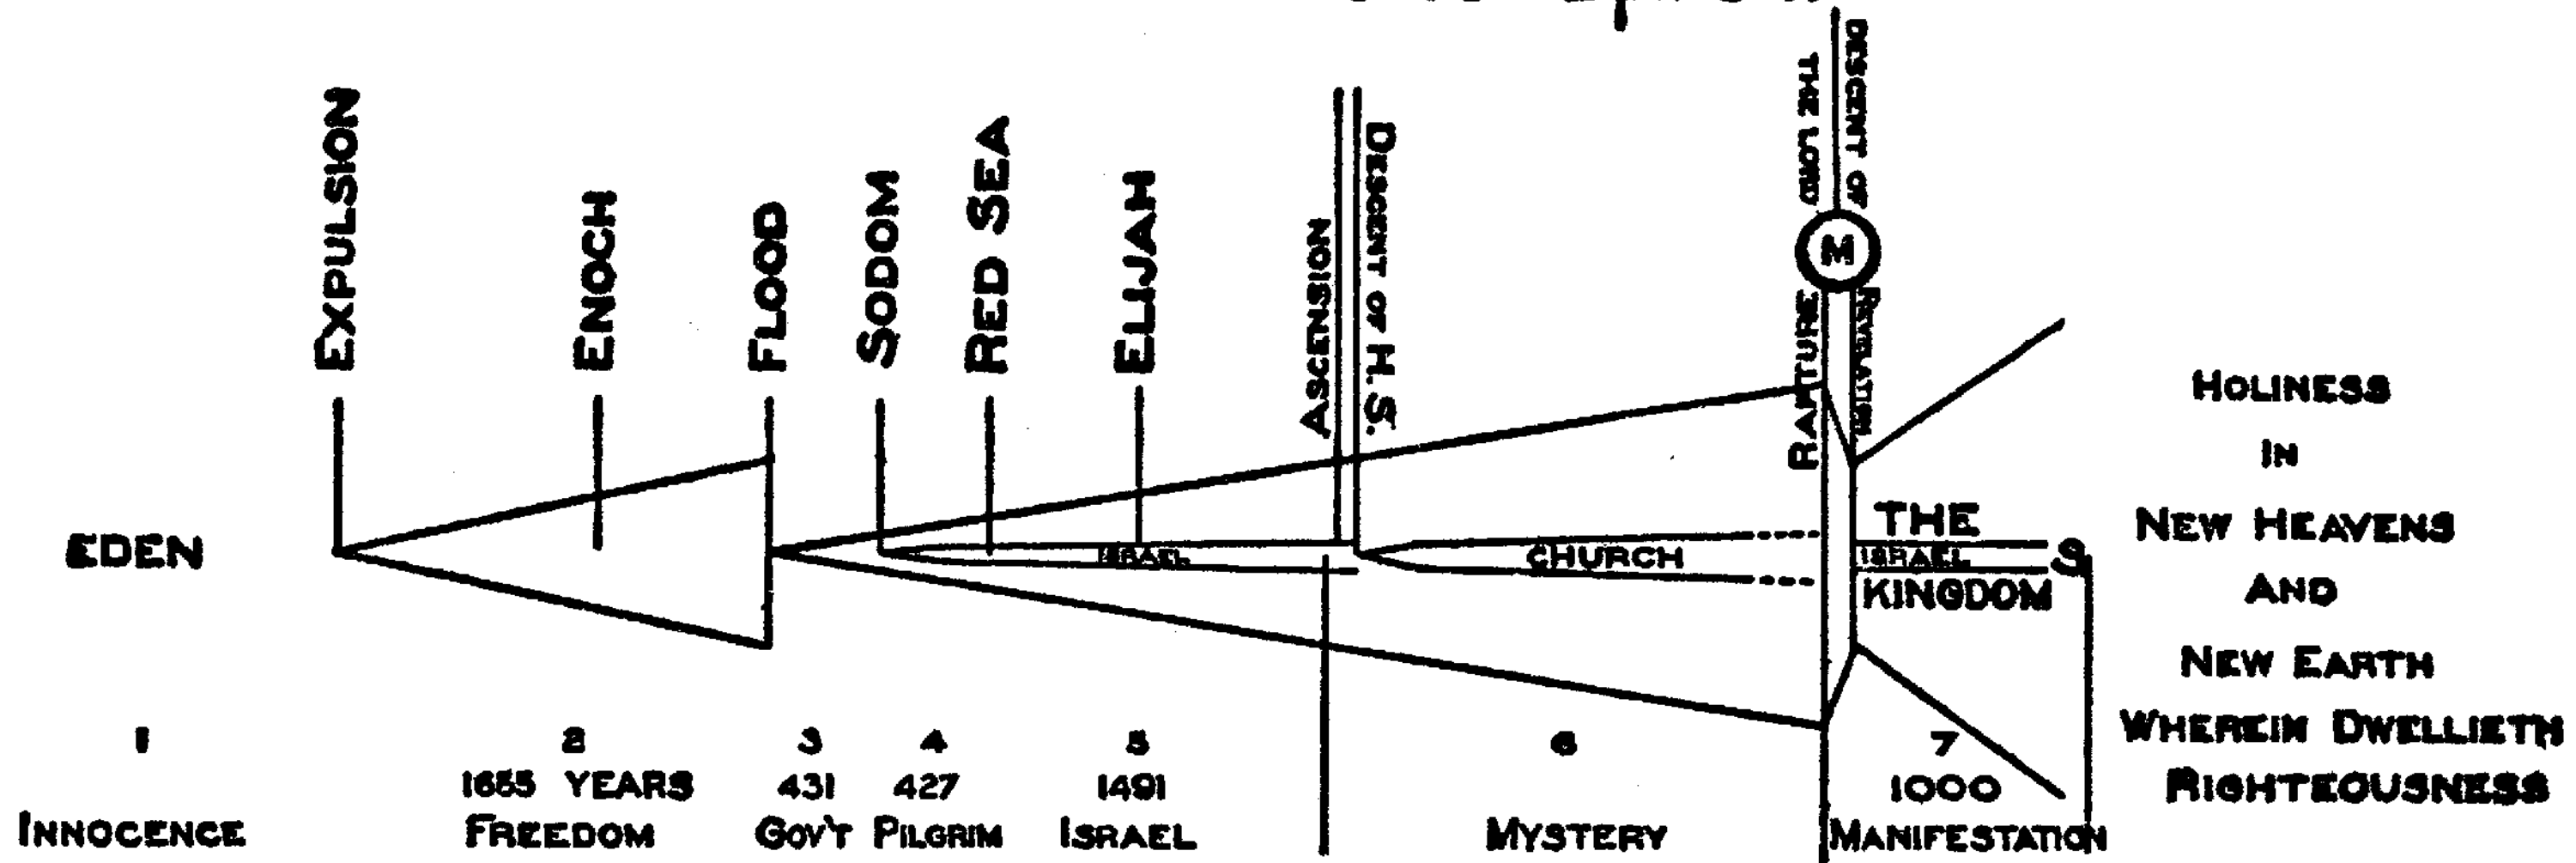 EXPULSION
ENOCH
FLOOD
SODOM
RED SEA
ELIJAH
ASCENSION
DESCENT OF H.S.
THE LORD
DESCENT OF
M
RAPTURE
REVELATION
EDEN
ISRAEL
CHURCH
THE
ISRAEL
KINGDOM
S
HOLINESS
IN
NEW HEAVENS
AND
NEW EARTH
WHEREIN DWELLIETH
RIGHTEOUSNESS
1 2 3 4 5 6 7
1655 YEARS 431 427 1491 1000
INNOCENCE FREEDOM GOV'T PILGRIM ISRAEL MYSTERY MANIFESTATION